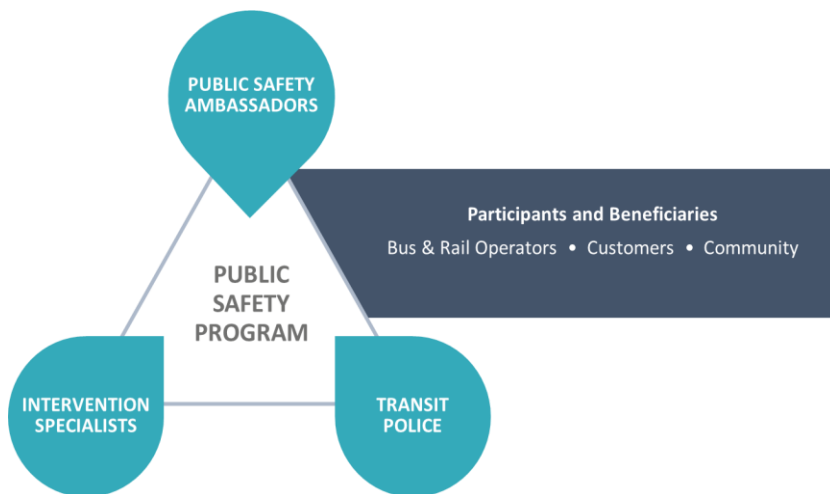 PUBLIC SAFETY
AMBASSADORS
Participants and Beneficiaries
Bus & Rail Operators • Customers • Community
PUBLIC
SAFETY
PROGRAM
INTERVENTION
SPECIALISTS
TRANSIT
POLICE